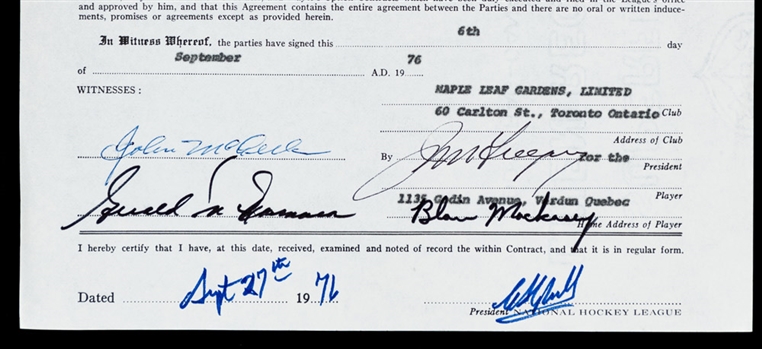 and approved by him, and that this Agreement contains the entire agreement between the Parties and there are no oral or written induce-
ments, promises or agreements except as provided herein.
In Witness Whereof, the parties have signed this 6th day
of September A.D. 19 76
WITNESSES :
MAPLE LEAF GARDENS, LIMITED
60 Carlton St., Toronto Ontario Club
Address of Club
John
By for the
President
1135 Godin Avenue, Verdun Quebec Player
Gerald
Blair Mackasey
Home Address of Player
I hereby certify that I have, at this date, received, examined and noted of record the within Contract, and that it is in regular form.
Dated Sept 27th 19 76
President NATIONAL HOCKEY LEAGUE